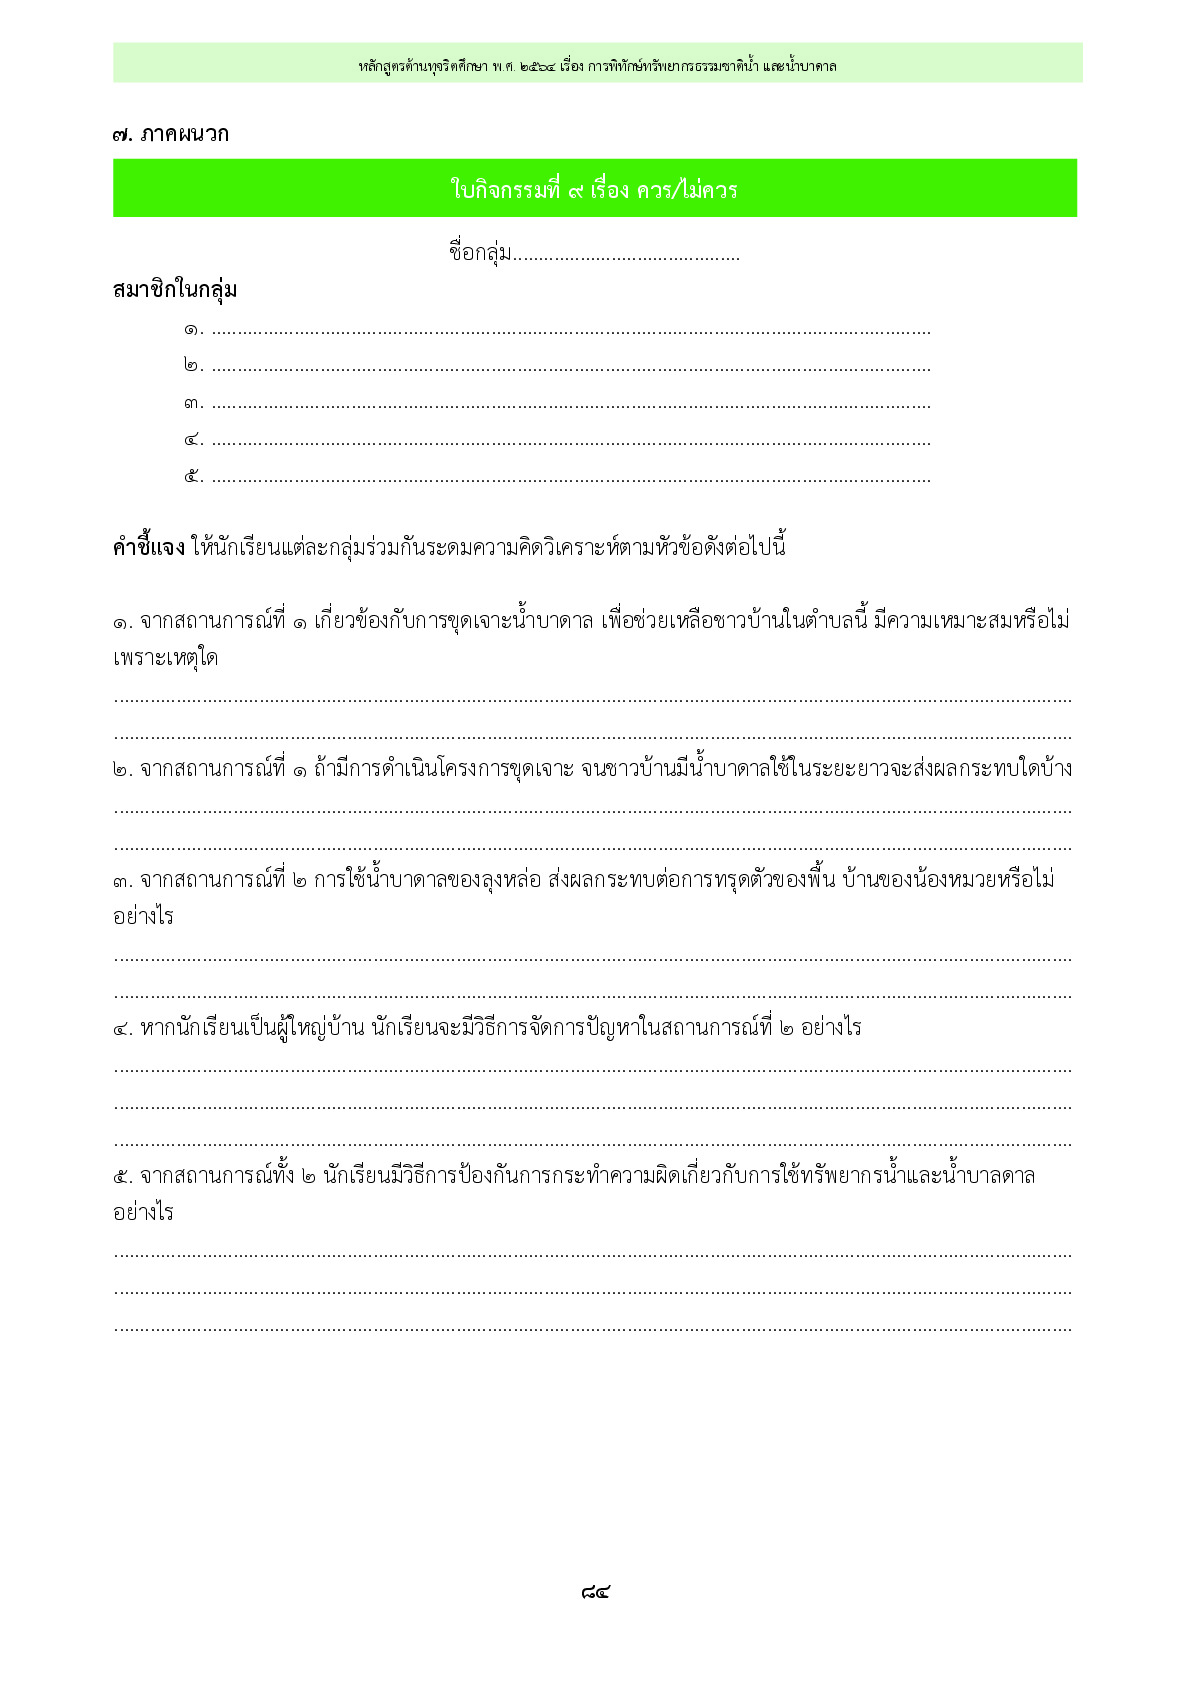 หลักสูตรต้านทุจริตศึกษา พ.ศ. ๒๕๖๔ เรื่อง การพิทักษ์ทรัพยากรธรรมชาติน้ำ และน้ำบาดาล
๗. ภาคผนวก
ใบกิจกรรมที่ ๙ เรื่อง ควร/ไม่ควร
ชื่อกลุ่ม............................................
สมาชิกในกลุ่ม
๑. ...........................................................................................................................................
๒. ...........................................................................................................................................
๓. ...........................................................................................................................................
๔. ...........................................................................................................................................
๕. ...........................................................................................................................................
คำชี้แจง ให้นักเรียนแต่ละกลุ่มร่วมกันระดมความคิดวิเคราะห์ตามหัวข้อดังต่อไปนี้
๑. จากสถานการณ์ที่ ๑ เกี่ยวข้องกับการขุดเจาะน้ำบาดาล เพื่อช่วยเหลือชาวบ้านในตำบลนี้ มีความเหมาะสมหรือไม่
เพราะเหตุใด
.........................................................................................................................................................................................
.........................................................................................................................................................................................
๒. จากสถานการณ์ที่ ๑ ถ้ามีการดำเนินโครงการขุดเจาะ จนชาวบ้านมีน้ำบาดาลใช้ในระยะยาวจะส่งผลกระทบใดบ้าง
.........................................................................................................................................................................................
.........................................................................................................................................................................................
๓. จากสถานการณ์ที่ ๒ การใช้น้ำบาดาลของลุงหล่อ ส่งผลกระทบต่อการทรุดตัวของพื้น บ้านของน้องหมวยหรือไม่
อย่างไร
.........................................................................................................................................................................................
.........................................................................................................................................................................................
๔. หากนักเรียนเป็นผู้ใหญ่บ้าน นักเรียนจะมีวิธีการจัดการปัญหาในสถานการณ์ที่ ๒ อย่างไร
.........................................................................................................................................................................................
.........................................................................................................................................................................................
.........................................................................................................................................................................................
๕. จากสถานการณ์ทั้ง ๒ นักเรียนมีวิธีการป้องกันการกระทำความผิดเกี่ยวกับการใช้ทรัพยากรน้ำและน้ำบาลดาล
อย่างไร
.........................................................................................................................................................................................
.........................................................................................................................................................................................
.........................................................................................................................................................................................
๘๔